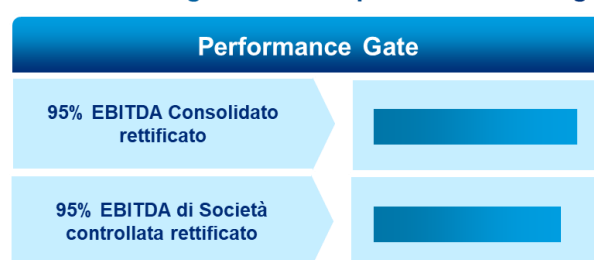 Performance Gate
95% EBITDA Consolidato
rettificato
95% EBITDA di Società
controllata rettificato